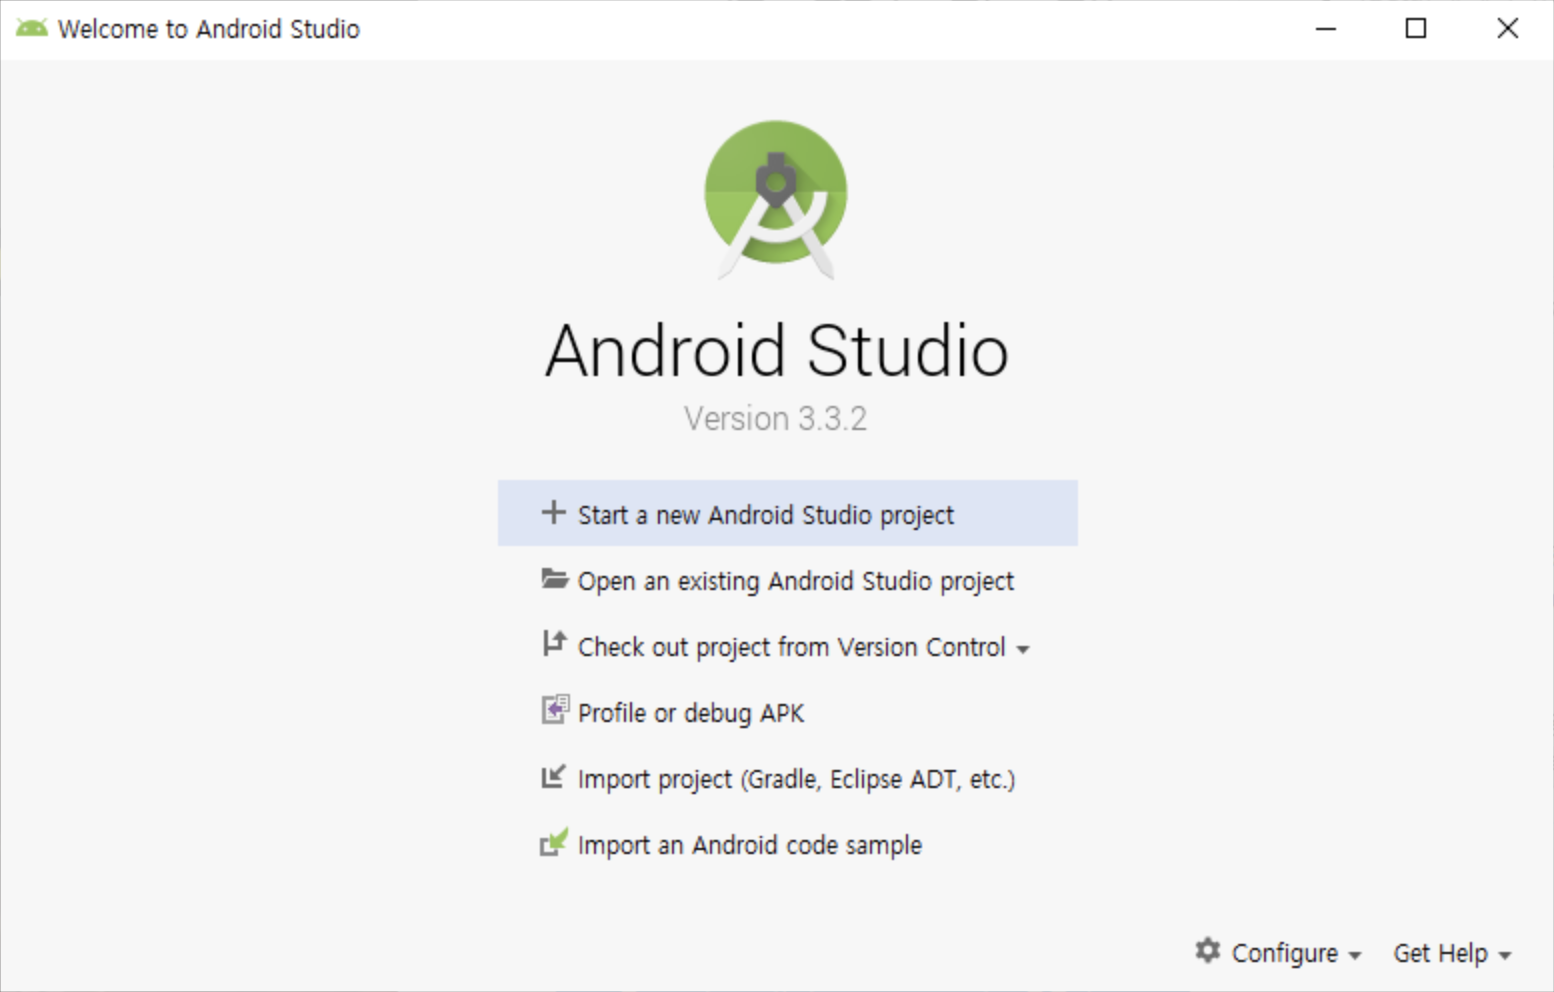 Welcome to Android Studio
Android Studio
Version 3.3.2
Start a new Android Studio project
Open an existing Android Studio project
Check out project from Version Control
Profile or debug APK
Import project (Gradle, Eclipse ADT, etc.)
Import an Android code sample
Configure Get Help